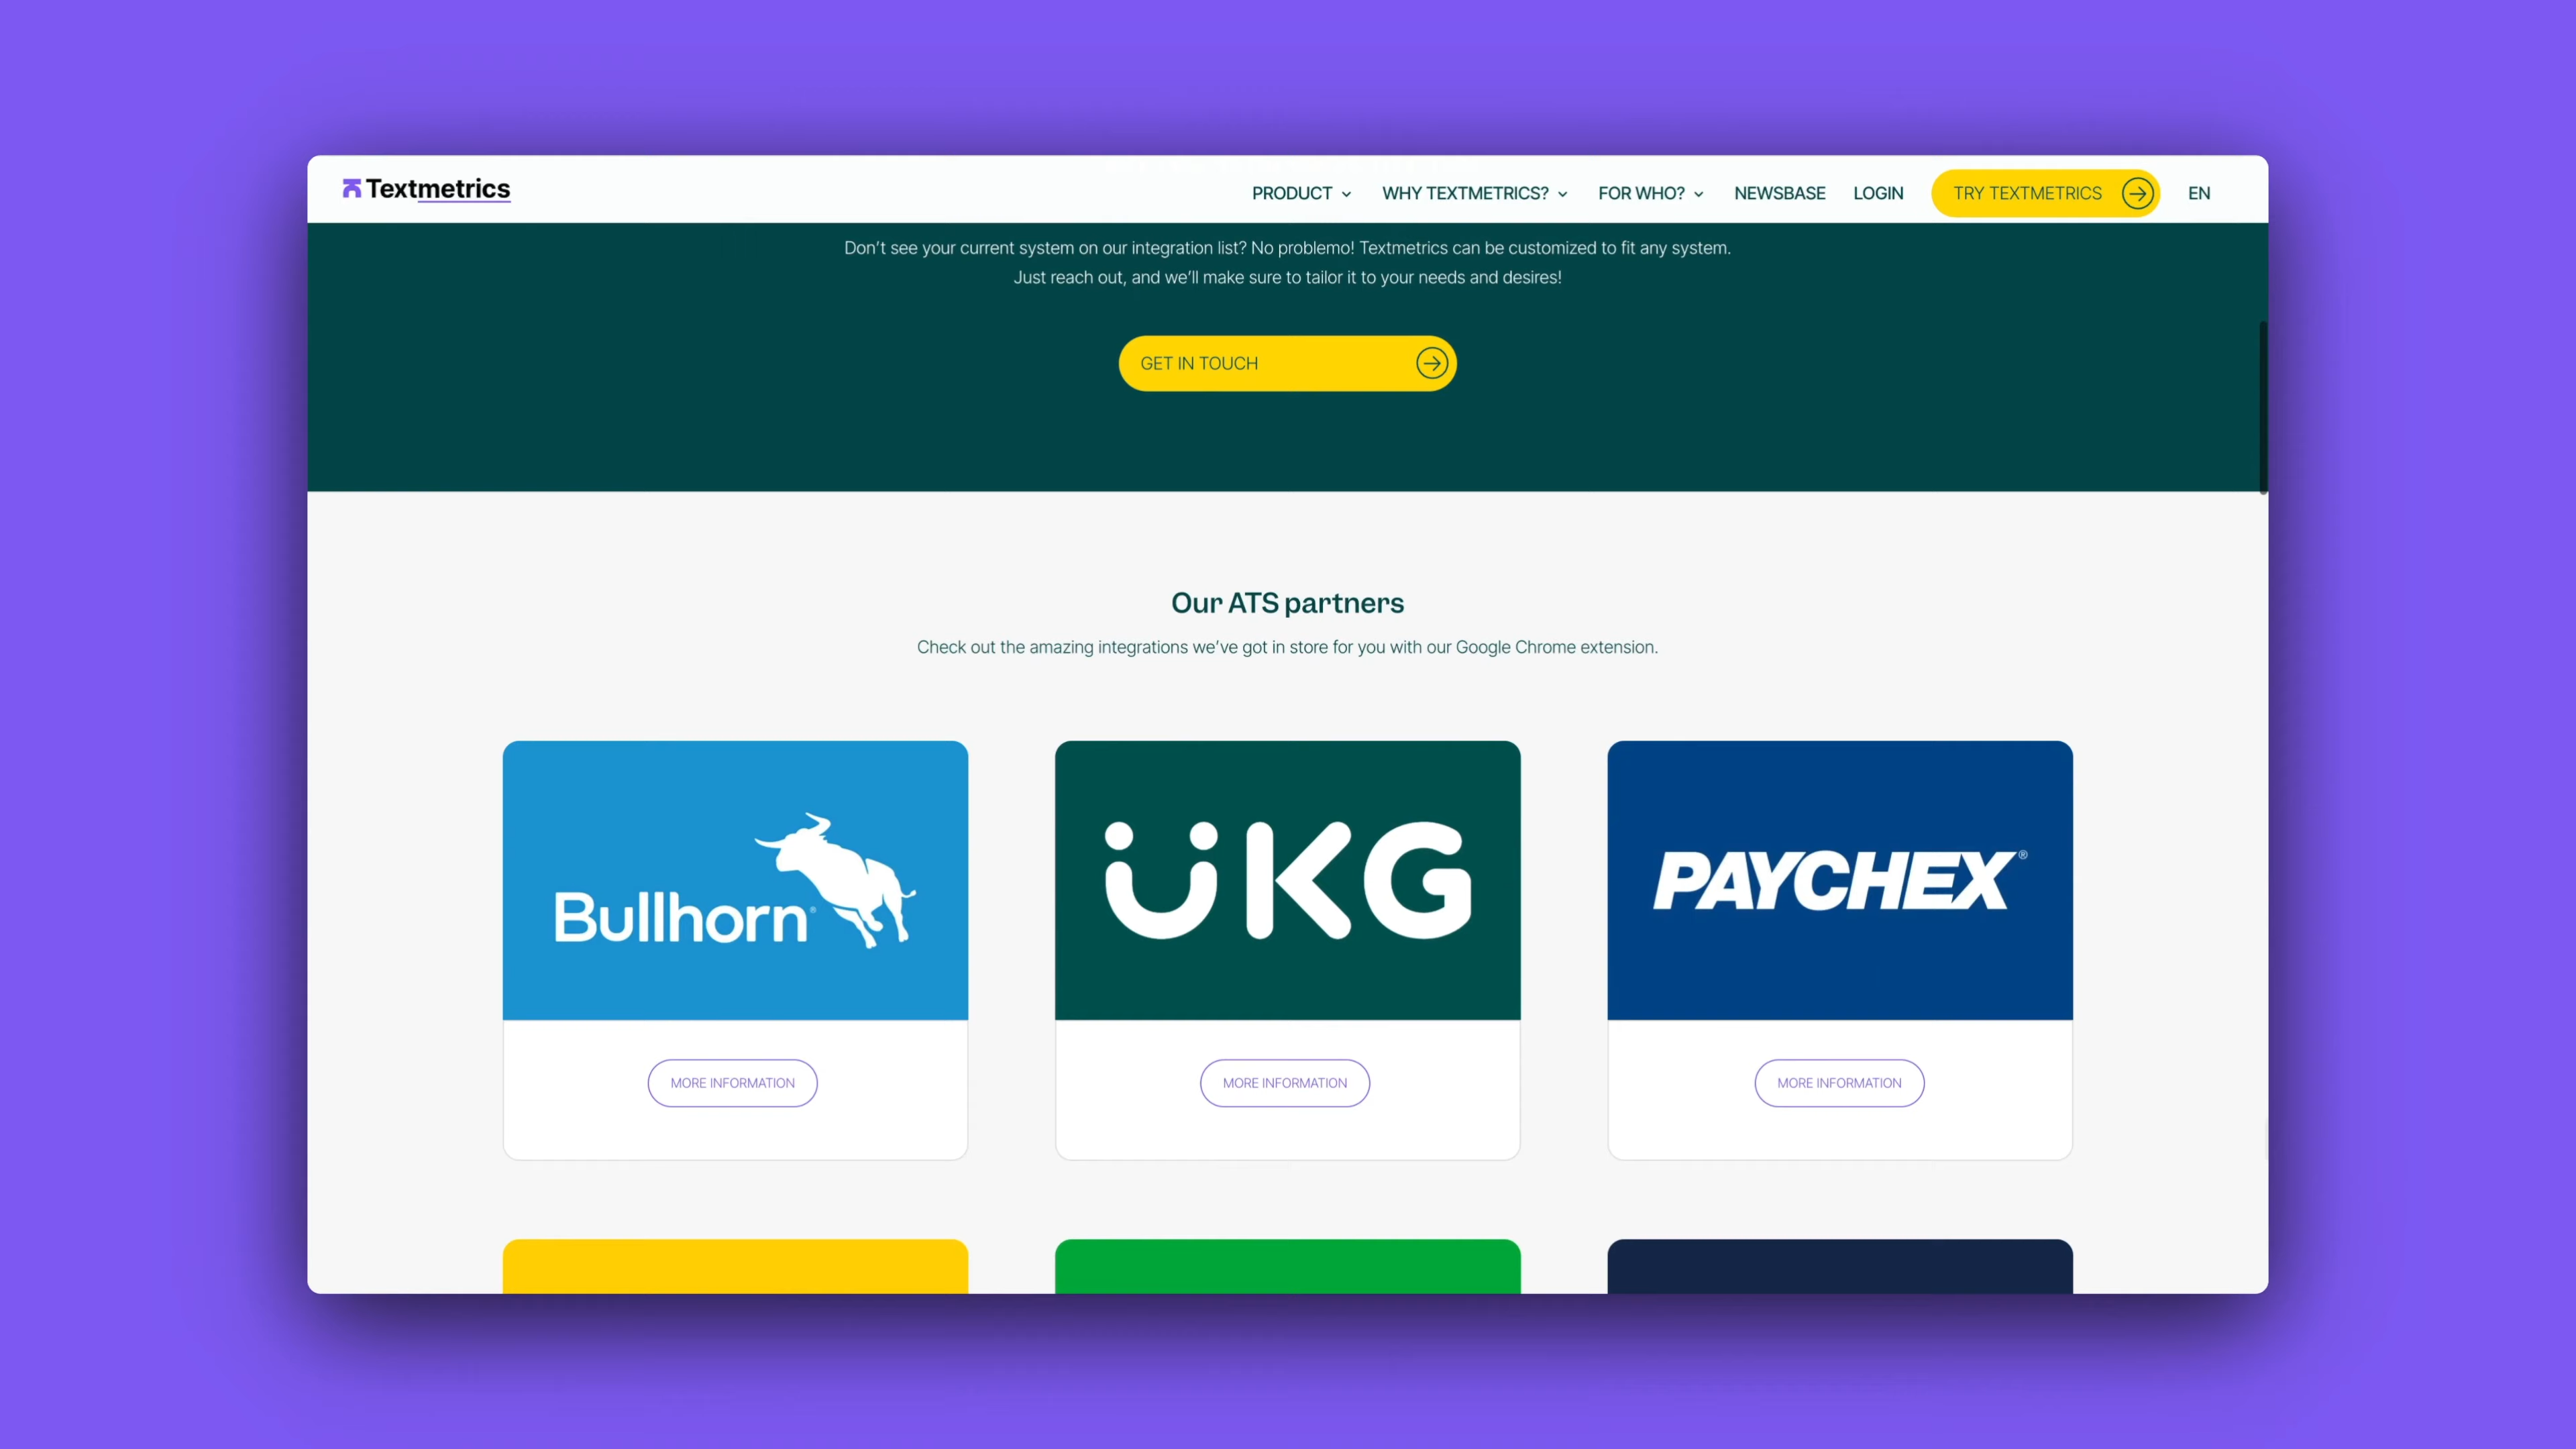 Textmetrics
PRODUCT
WHY TEXTMETRICS?
FOR WHO?
NEWSBASE
LOGIN
TRY TEXTMETRICS
EN
Don't see your current system on our integration list? No problemo! Textmetrics can be customized to fit any system.
Just reach out, and we'll make sure to tailor it to your needs and desires!
GET IN TOUCH
Our ATS partners
Check out the amazing integrations we've got in store for you with our Google Chrome extension.
Bullhorn®
UKG
PAYCHEX®
MORE INFORMATION
MORE INFORMATION
MORE INFORMATION